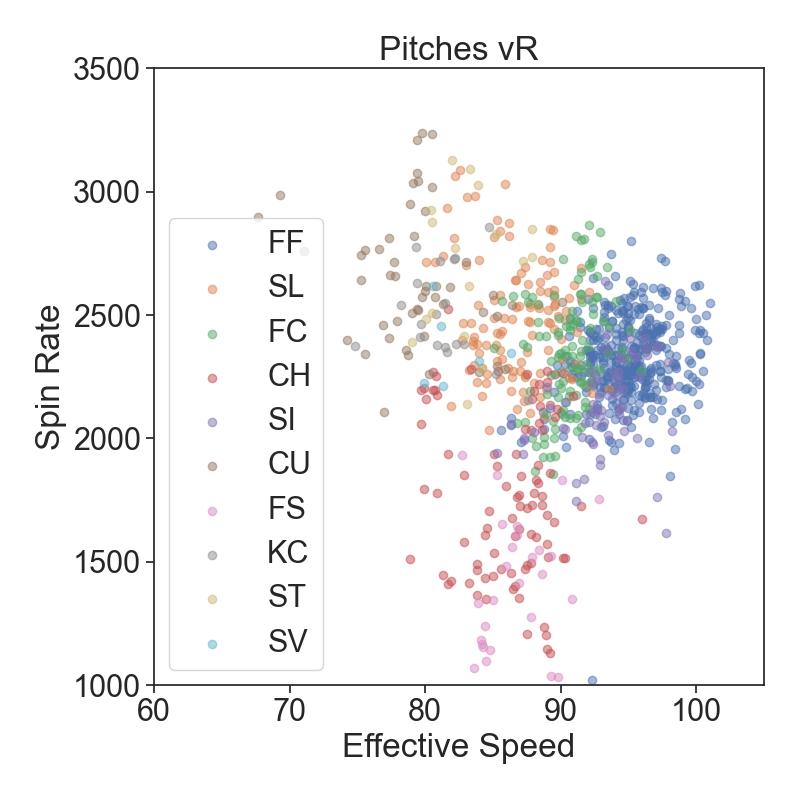 Pitches vR
3500
3000
2500
2000
1500
1000
Spin Rate
FF
SL
FC
CH
SI
CU
FS
KC
ST
SV
60 70 80 90 100
Effective Speed